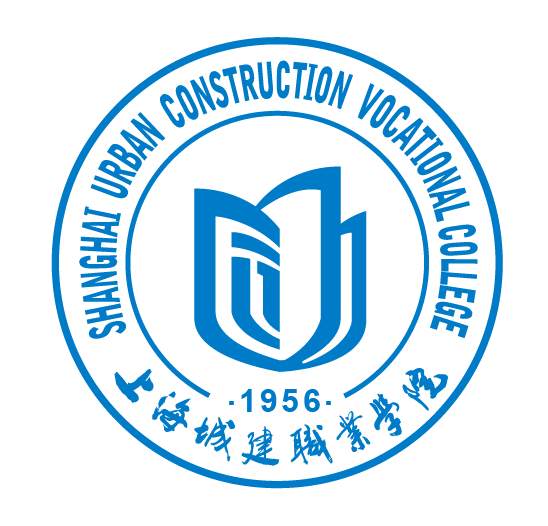 SHANGHAI URBAN CONSTRUCTION VOCATIONAL COLLEGE
·1956·
上海城建職業學院